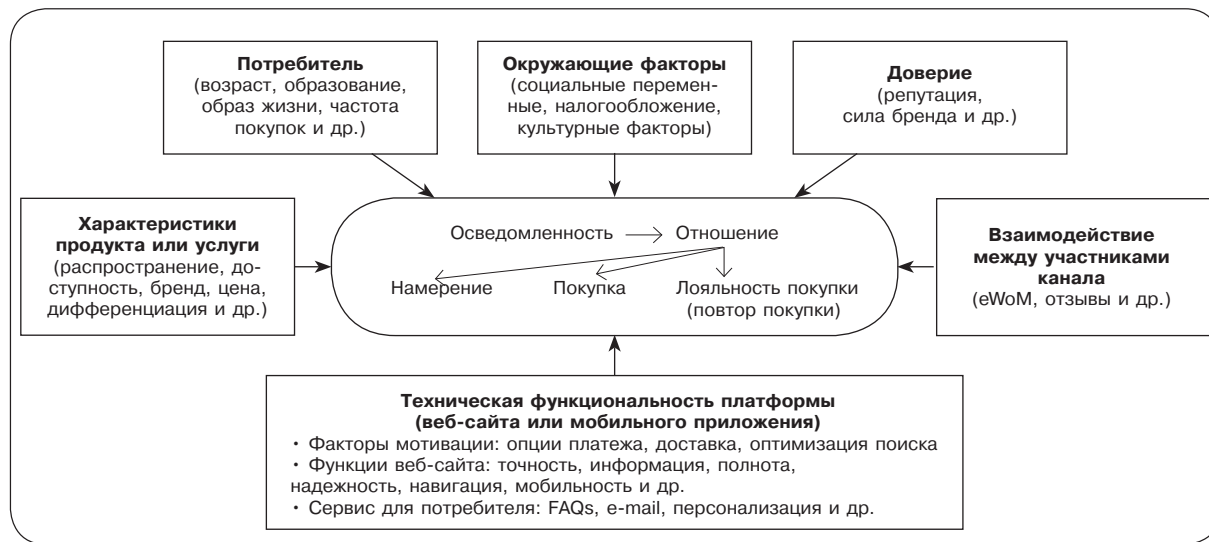 Потребитель
(возраст, образование,
образ жизни, частота
покупок и др.)
Окружающие факторы
(социальные перемен-
ные, налогообложение,
культурные факторы)
Доверие
(репутация,
сила бренда и др.)
Характеристики
продукта или услуги
(распространение, до-
ступность, бренд, цена,
дифференциация и др.)
Осведомленность
Отношение
Намерение
Покупка
Лояльность покупки
(повтор покупки)
Взаимодействие
между участниками
канала
(eWoM, отзывы и др.)
Техническая функциональность платформы
(веб-сайта или мобильного приложения)
• Факторы мотивации: опции платежа, доставка, оптимизация поиска
• Функции веб-сайта: точность, информация, полнота,
надежность, навигация, мобильность и др.
• Сервис для потребителя: FAQs, e-mail, персонализация и др.